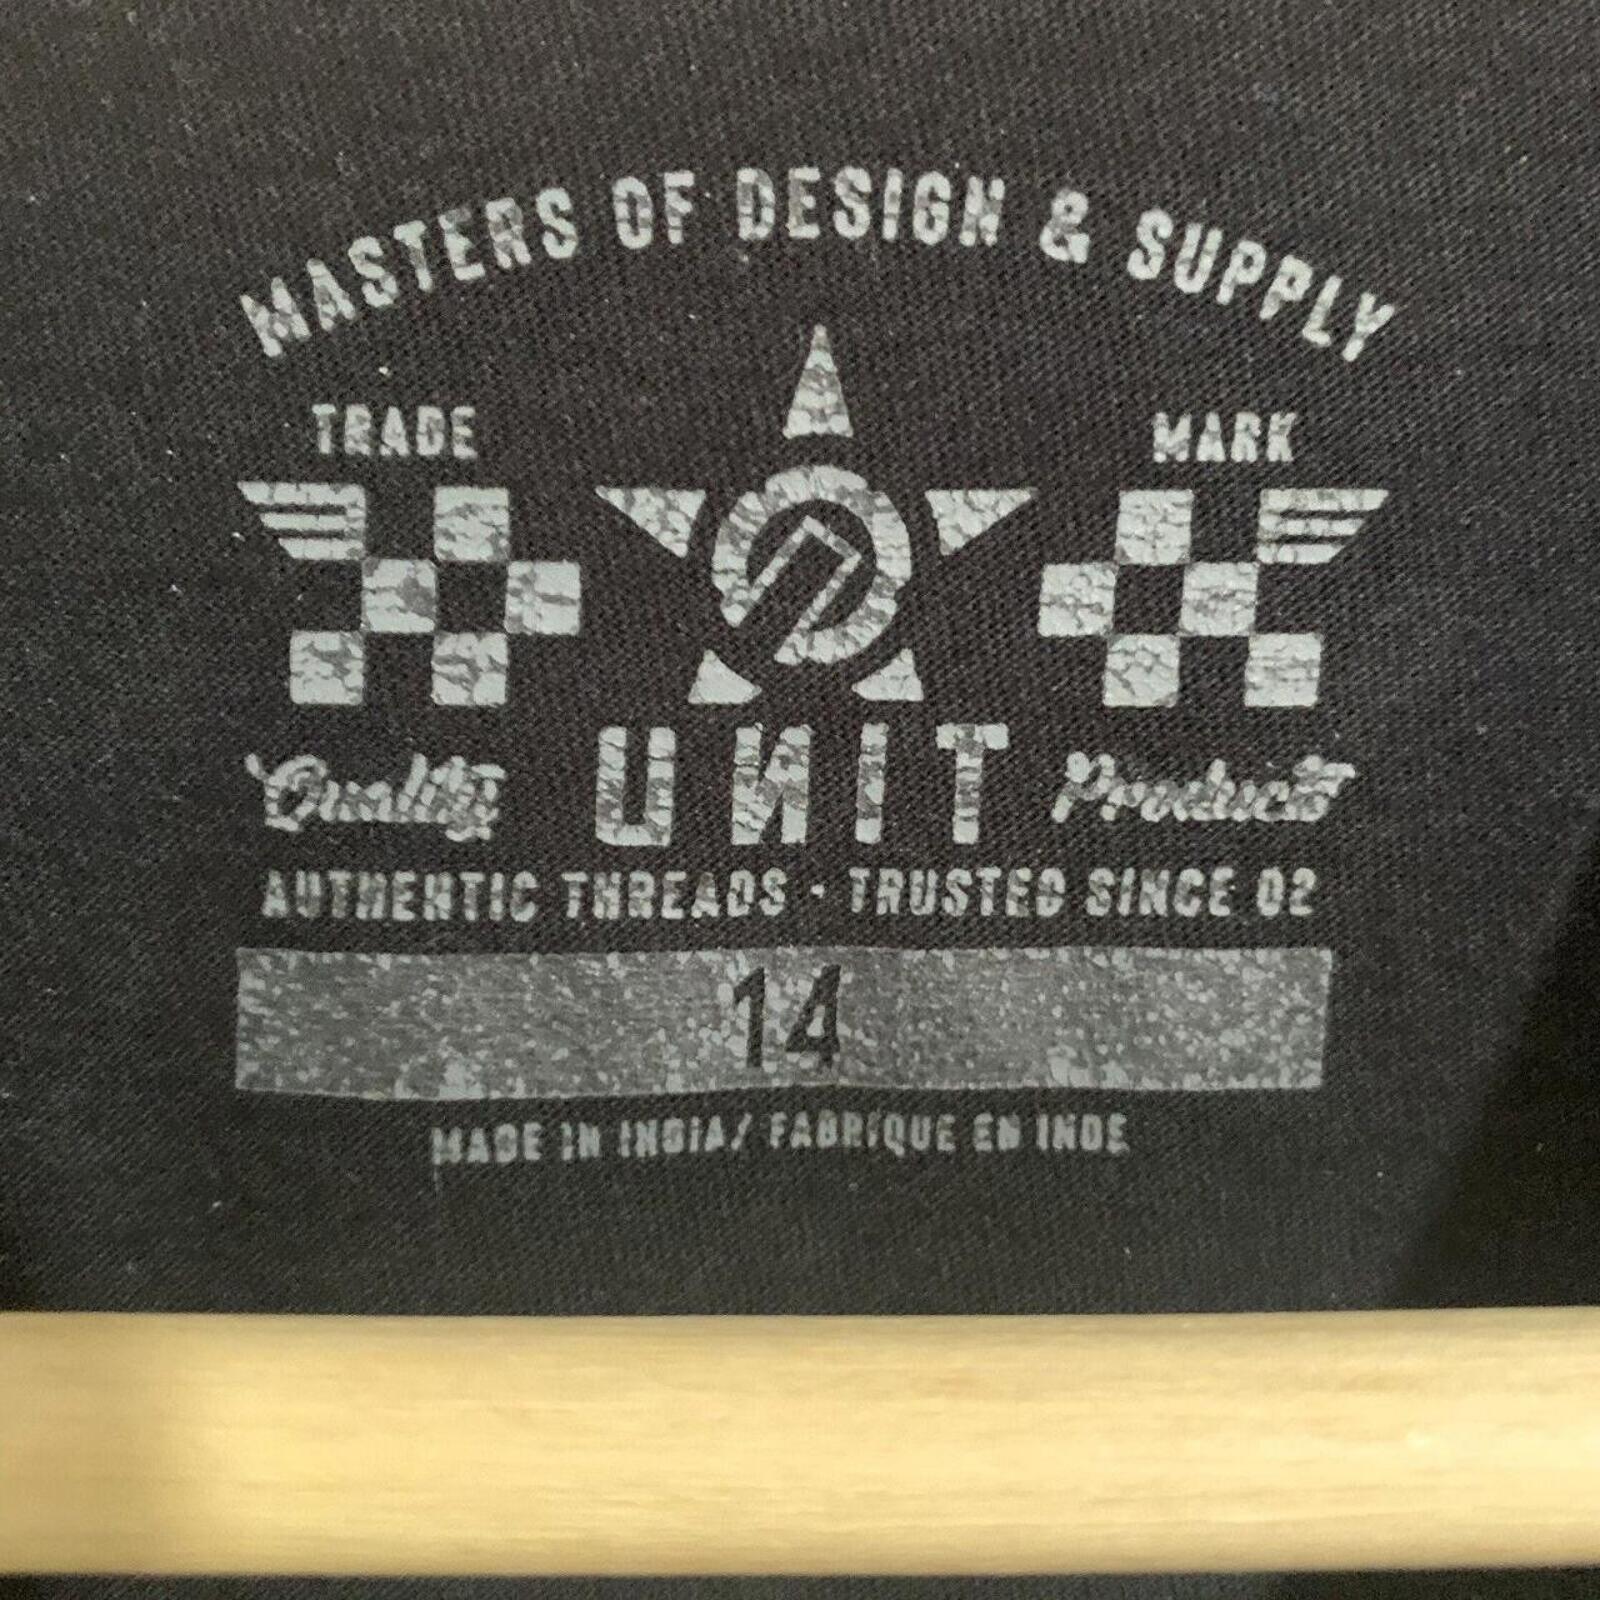 MASTERS OF DESIGN & SUPPLY
TRADE MARK
Quality UNIT Products
AUTHENTIC THREADS · TRUSTED SINCE 02
14
MADE IN INDIA/ FABRIQUE EN INDE